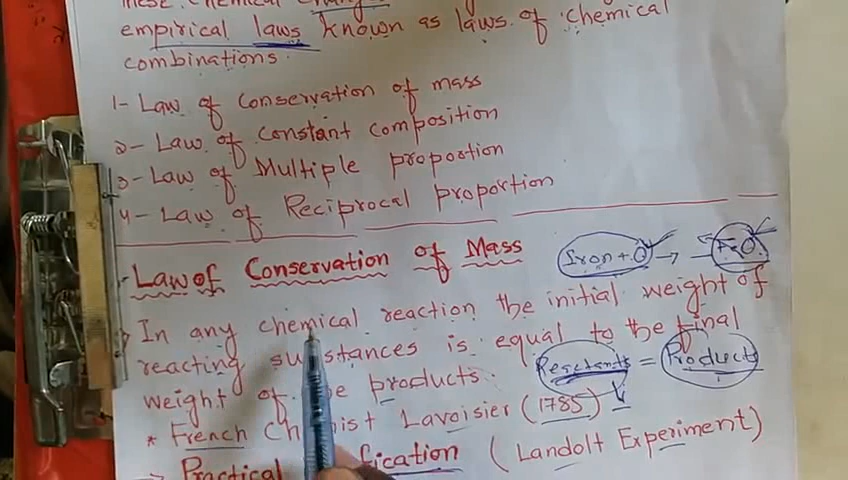 These chemical changes
empirical laws known as laws of chemical
combinations.
1- Law of conservation of mass
2- Law of constant composition
3- Law of Multiple proportion
4- Law of Reciprocal proportion
Law of Conservation of Mass Iron + O →
In any chemical reaction the initial weight of
reacting substances is equal to the final
weight of the products. Reactants = Products
* French Chemist Lavoisier (1785)
→ Practical (Landolt Experiment)